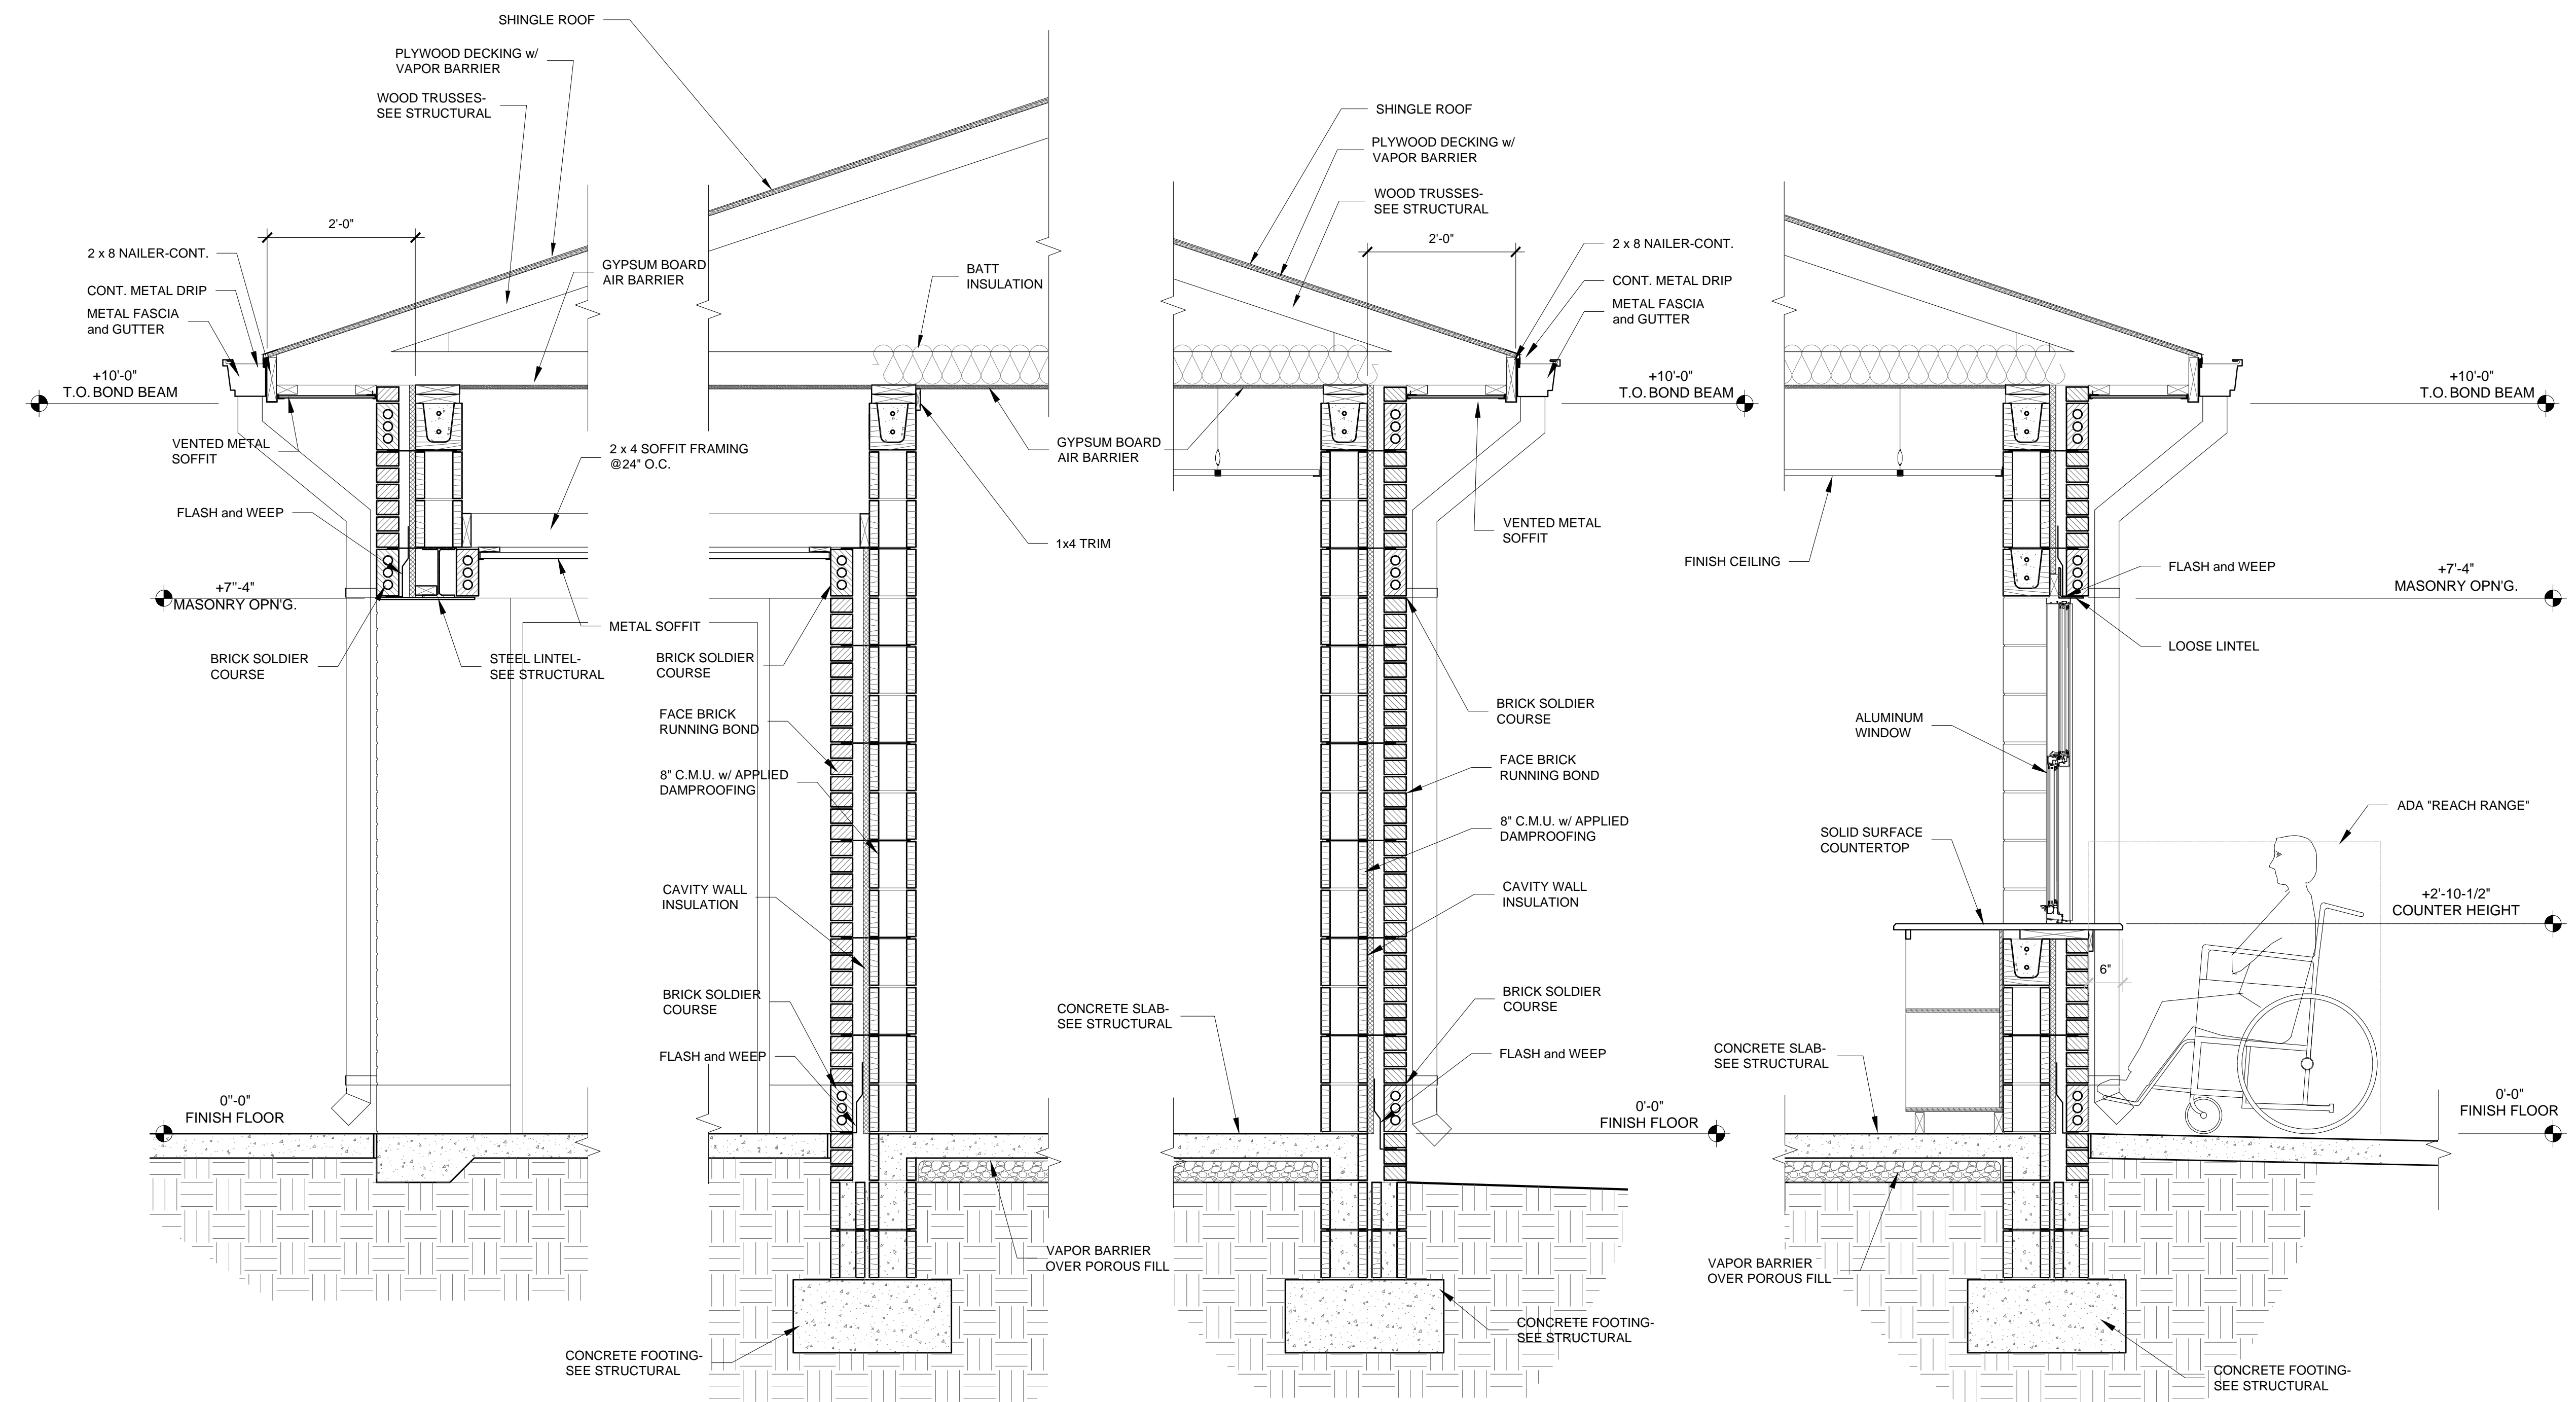 SHINGLE ROOF
PLYWOOD DECKING w/
VAPOR BARRIER
WOOD TRUSSES-
SEE STRUCTURAL
2'-0"
2 x 8 NAILER-CONT.
CONT. METAL DRIP
METAL FASCIA
and GUTTER
+10'-0"
T.O. BOND BEAM
VENTED METAL
SOFFIT
FLASH and WEEP
+7"-4"
MASONRY OPN'G.
BRICK SOLDIER
COURSE
STEEL LINTEL-
SEE STRUCTURAL
0"-0"
FINISH FLOOR
GYPSUM BOARD
AIR BARRIER
2 x 4 SOFFIT FRAMING
@24" O.C.
METAL SOFFIT
BRICK SOLDIER
COURSE
FACE BRICK
RUNNING BOND
8" C.M.U. w/ APPLIED
DAMPROOFING
CAVITY WALL
INSULATION
BRICK SOLDIER
COURSE
FLASH and WEEP
CONCRETE FOOTING-
SEE STRUCTURAL
BATT
INSULATION
GYPSUM BOARD
AIR BARRIER
1x4 TRIM
CONCRETE SLAB-
SEE STRUCTURAL
VAPOR BARRIER
OVER POROUS FILL
SHINGLE ROOF
PLYWOOD DECKING w/
VAPOR BARRIER
WOOD TRUSSES-
SEE STRUCTURAL
2'-0"
2 x 8 NAILER-CONT.
CONT. METAL DRIP
METAL FASCIA
and GUTTER
+10'-0"
T.O. BOND BEAM
VENTED METAL
SOFFIT
BRICK SOLDIER
COURSE
FACE BRICK
RUNNING BOND
8" C.M.U. w/ APPLIED
DAMPROOFING
CAVITY WALL
INSULATION
BRICK SOLDIER
COURSE
FLASH and WEEP
0'-0"
FINISH FLOOR
CONCRETE FOOTING-
SEE STRUCTURAL
+10'-0"
T.O. BOND BEAM
FINISH CEILING
FLASH and WEEP
+7'-4"
MASONRY OPN'G.
LOOSE LINTEL
ALUMINUM
WINDOW
ADA "REACH RANGE"
SOLID SURFACE
COUNTERTOP
+2'-10-1/2"
COUNTER HEIGHT
6"
CONCRETE SLAB-
SEE STRUCTURAL
0'-0"
FINISH FLOOR
VAPOR BARRIER
OVER POROUS FILL
CONCRETE FOOTING-
SEE STRUCTURAL